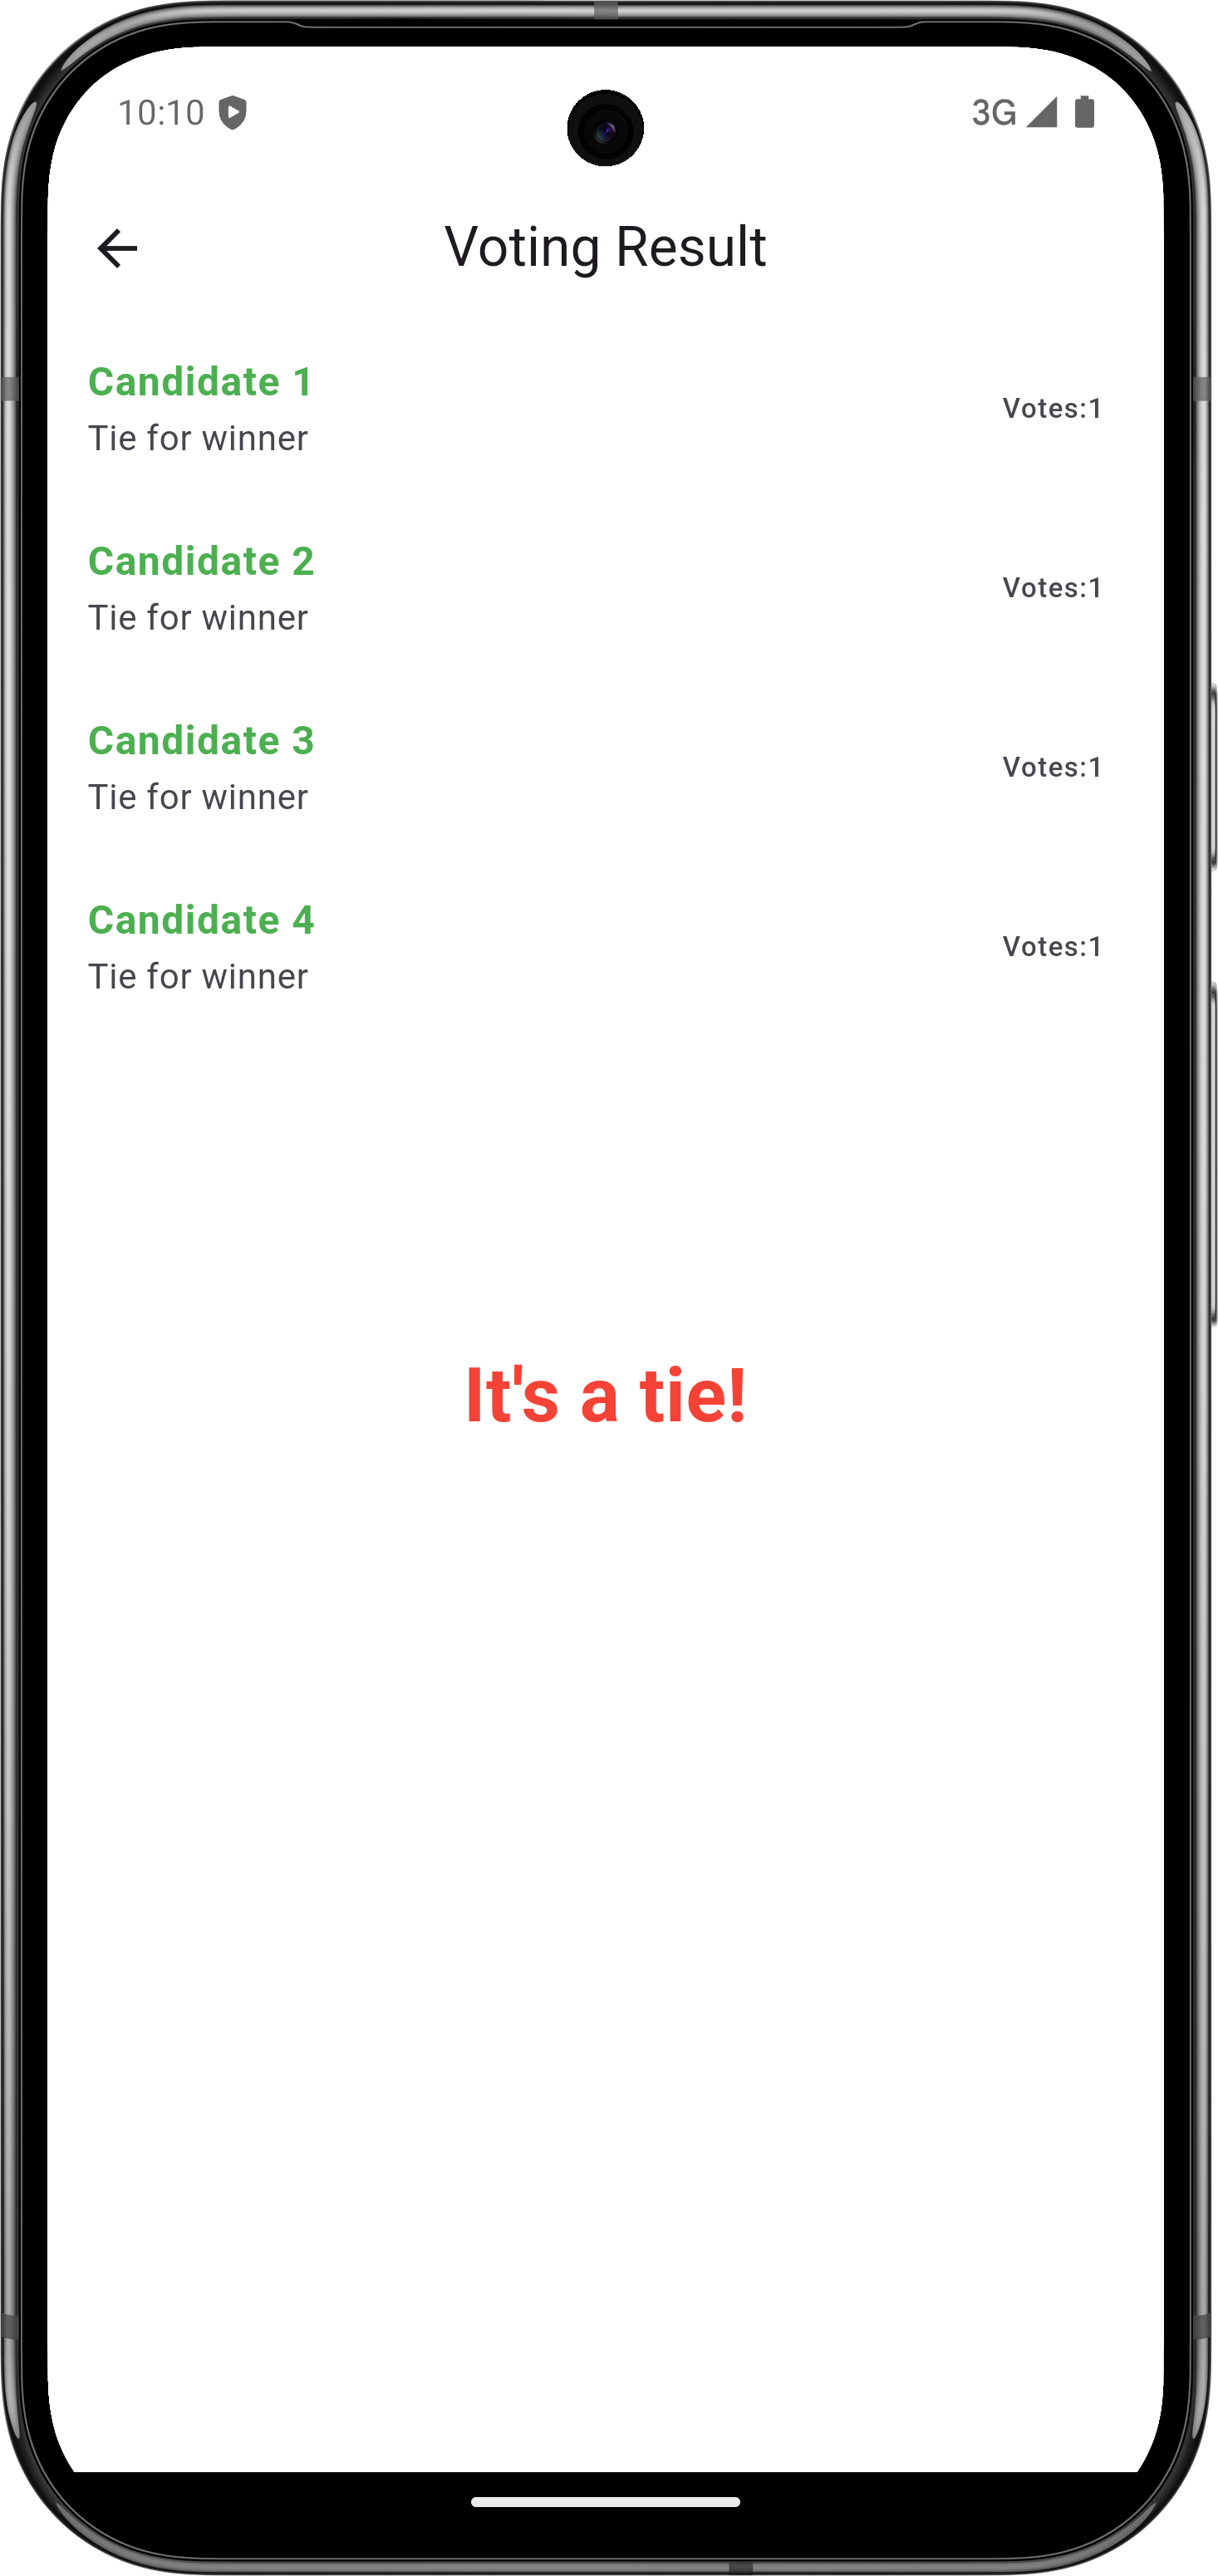 10:10
3G
Voting Result
Candidate 1
Tie for winner
Votes:1
Candidate 2
Tie for winner
Votes:1
Candidate 3
Tie for winner
Votes:1
Candidate 4
Tie for winner
Votes:1
It's a tie!